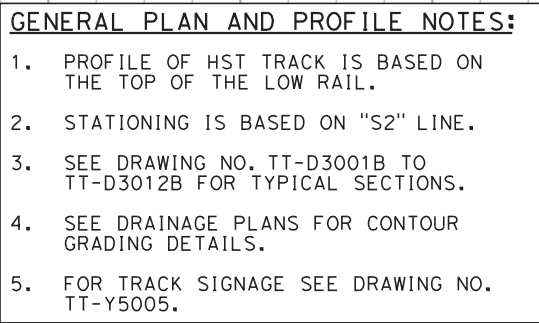 GENERAL PLAN AND PROFILE NOTES:
1. PROFILE OF HST TRACK IS BASED ON
THE TOP OF THE LOW RAIL.
2. STATIONING IS BASED ON "S2" LINE.
3. SEE DRAWING NO. TT-D3001B TO
TT-D3012B FOR TYPICAL SECTIONS.
4. SEE DRAINAGE PLANS FOR CONTOUR
GRADING DETAILS.
5. FOR TRACK SIGNAGE SEE DRAWING NO.
TT-Y5005.